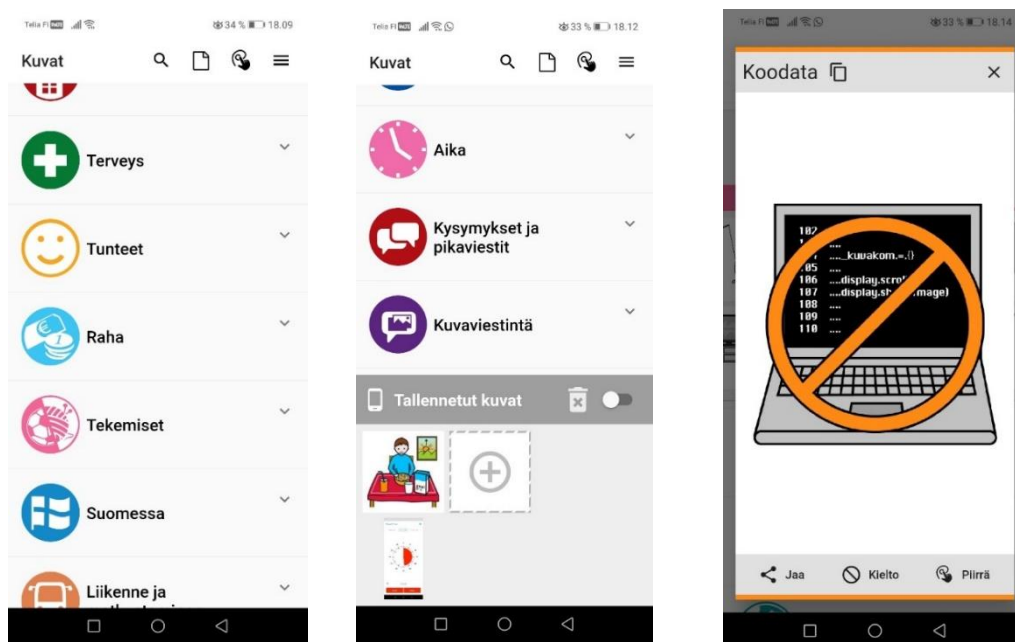 Telia FI 34 % 18.09
Kuvat
Terveys
Tunteet
Raha
Tekemiset
Suomessa
Liikenne ja
Telia FI 33 % 18.12
Kuvat
Aika
Kysymykset ja
pikaviestit
Kuvaviestintä
Tallennetut kuvat
Telia FI 33 % 18.14
Koodata
102
...._kuvakom.=.()
105
106 ....display.scro
107 ....display.sh mage)
108 ....
109 ....
110 ....
Jaa Kielto Piirrä